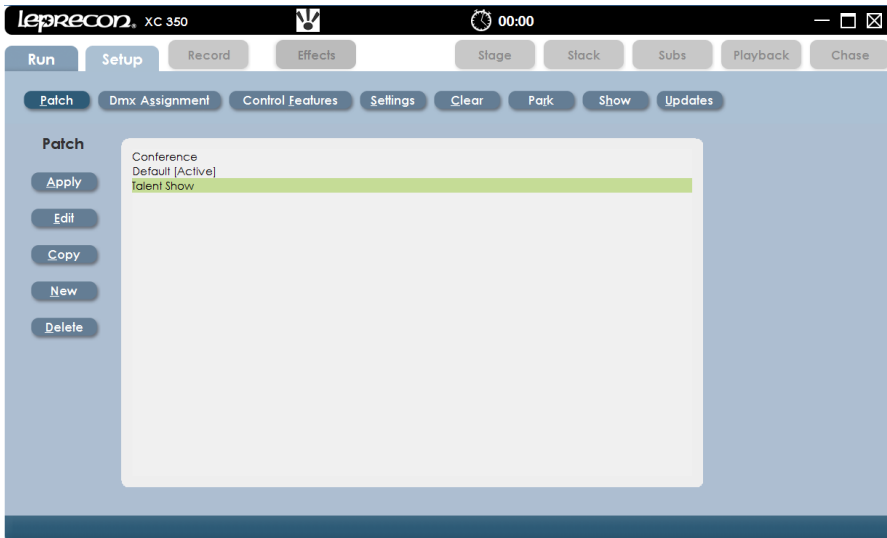 Leprecon® XC 350 00:00
Run Setup Record Effects Stage Stack Subs Playback Chase
Patch Dmx Assignment Control Features Settings Clear Park Show Updates
Patch
Apply
Edit
Copy
New
Delete
Conference
Default [Active]
Talent Show